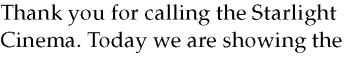 Thank you for calling the Starlight
Cinema. Today we are showing the